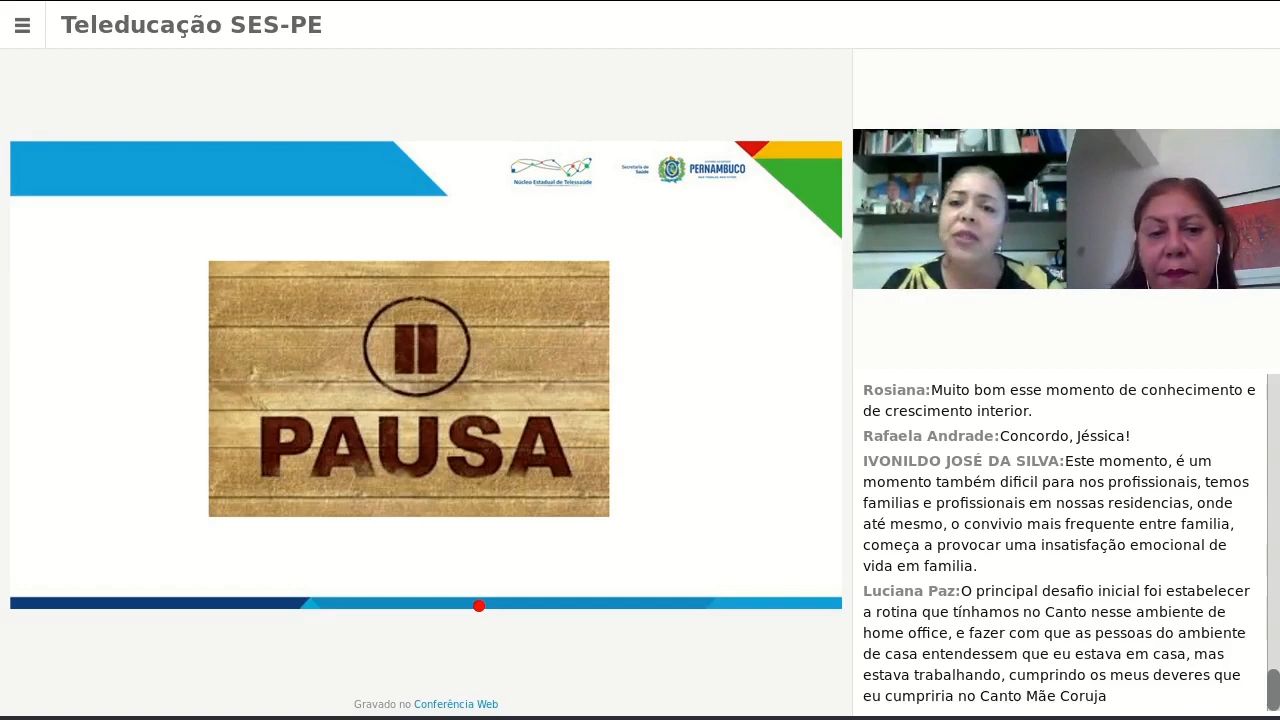 Teleducação SES-PE
Núcleo Estadual de Telessaúde
Secretaria de
Saúde
PERNAMBUCO
PAUSA
Rosiana:Muito bom esse momento de conhecimento e
de crescimento interior.
Rafaela Andrade:Concordo, Jéssica!
IVONILDO JOSÉ DA SILVA:Este momento, é um
momento também dificil para nos profissionais, temos
familias e profissionais em nossas residencias, onde
até mesmo, o convivio mais frequente entre familia,
começa a provocar uma insatisfação emocional de
vida em familia.
Luciana Paz:O principal desafio inicial foi estabelecer
a rotina que tínhamos no Canto nesse ambiente de
home office, e fazer com que as pessoas do ambiente
de casa entendessem que eu estava em casa, mas
estava trabalhando, cumprindo os meus deveres que
eu cumpriria no Canto Mãe Coruja
Gravado no Conferência Web